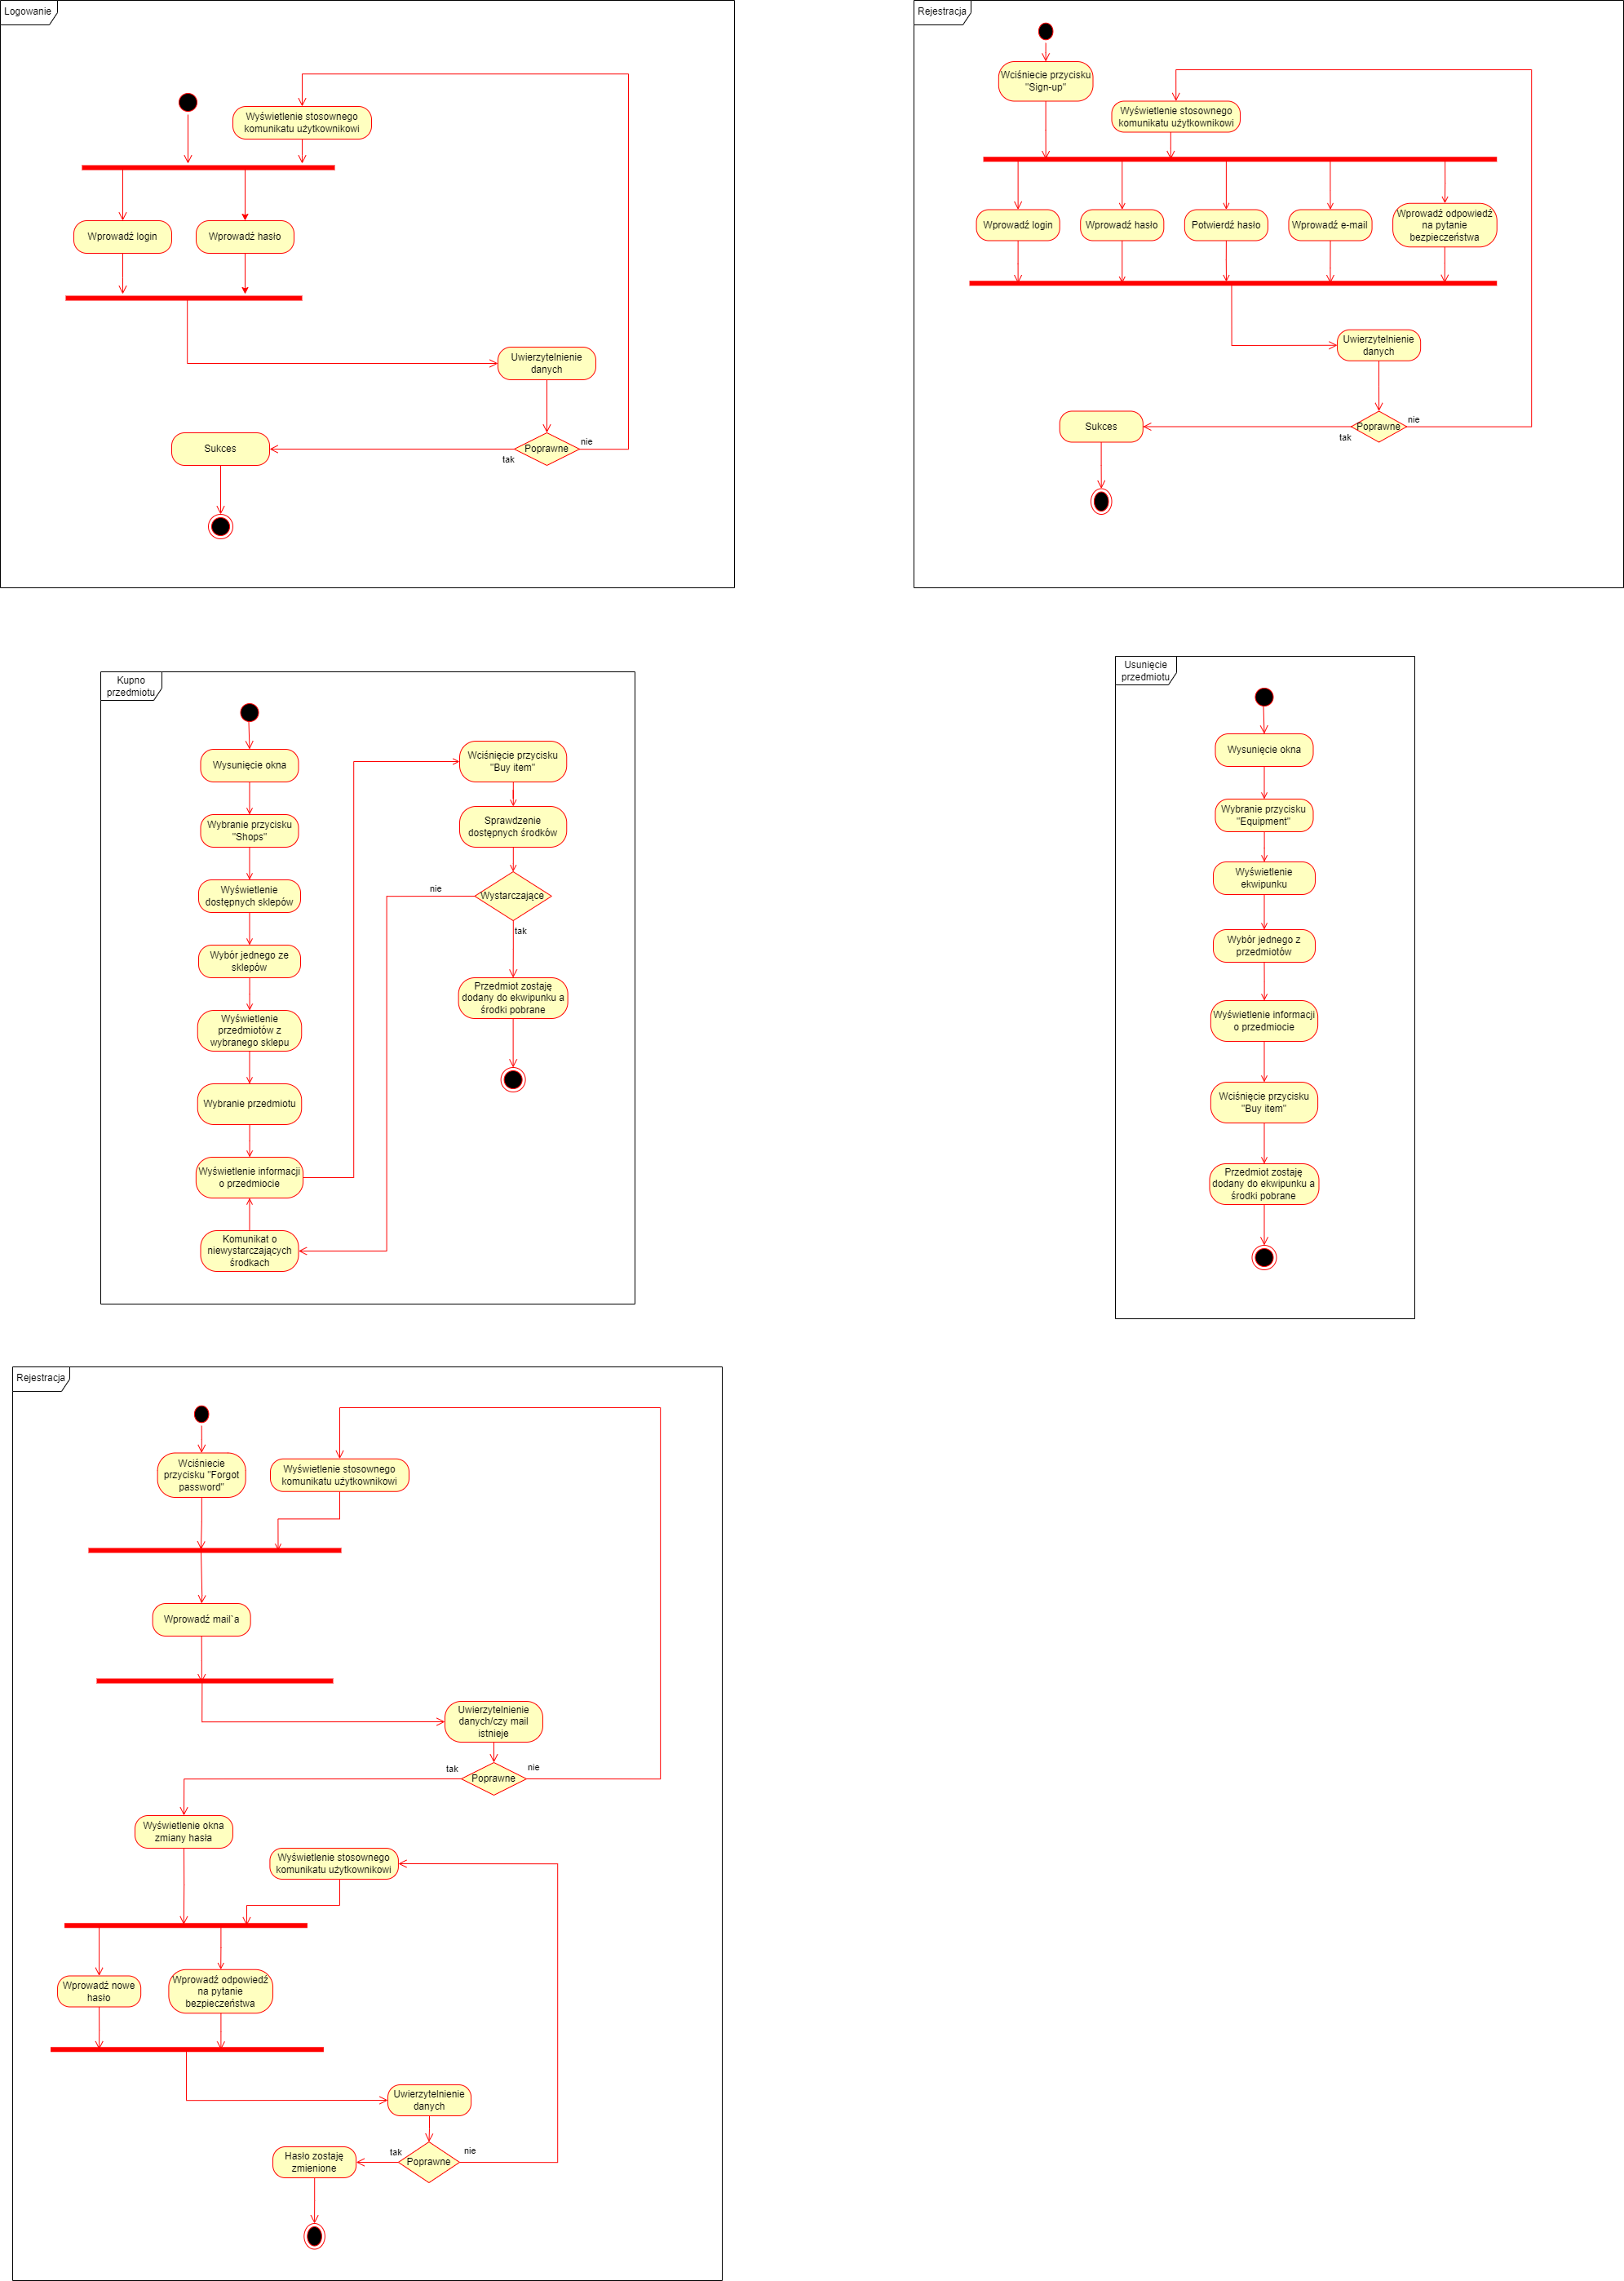 Logowanie
Wyświetlenie stosownego
komunikatu użytkownikowi
Wprowadź login
Wprowadź hasło
Uwierzytelnienie
danych
Poprawne
nie
tak
Sukces
Rejestracja
Wciśniecie przycisku
"Sign-up"
Wyświetlenie stosownego
komunikatu użytkownikowi
Wprowadź login
Wprowadź hasło
Potwierdź hasło
Wprowadź e-mail
Wprowadź odpowiedź
na pytanie
bezpieczeństwa
Uwierzytelnienie
danych
Poprawne
nie
tak
Sukces
Kupno
przedmiotu
Wysunięcie okna
Wybranie przycisku
"Shops"
Wyświetlenie
dostępnych sklepów
Wybór jednego ze
sklepów
Wyświetlenie
przedmiotów z
wybranego sklepu
Wybranie przedmiotu
Wyświetlenie informacji
o przedmiocie
Komunikat o
niewystarczających
środkach
Wciśnięcie przycisku
"Buy item"
Sprawdzenie
dostępnych środków
Wystarczające
nie
tak
Przedmiot zostaję
dodany do ekwipunku a
środki pobrane
Usunięcie
przedmiotu
Wysunięcie okna
Wybranie przycisku
"Equipment"
Wyświetlenie
ekwipunku
Wybór jednego z
przedmiotów
Wyświetlenie informacji
o przedmiocie
Wciśnięcie przycisku
"Buy item"
Przedmiot zostaję
dodany do ekwipunku a
środki pobrane
Rejestracja
Wciśniecie
przycisku "Forgot
password"
Wyświetlenie stosownego
komunikatu użytkownikowi
Wprowadź mail`a
Uwierzytelnienie
danych/czy mail
istnieje
Poprawne
tak
nie
Wyświetlenie okna
zmiany hasła
Wyświetlenie stosownego
komunikatu użytkownikowi
Wprowadź nowe
hasło
Wprowadź odpowiedź
na pytanie
bezpieczeństwa
Uwierzytelnienie
danych
Poprawne
tak
nie
Hasło zostaję
zmienione